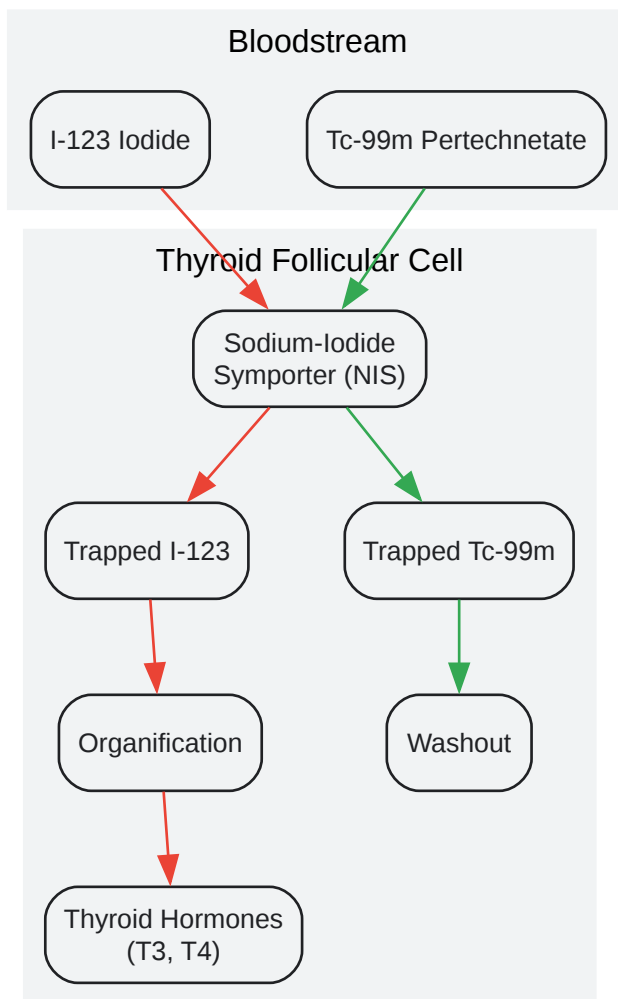 Bloodstream
I-123 Iodide
Tc-99m Pertechnetate
Thyroid Follicular Cell
Sodium-Iodide
Symporter (NIS)
Trapped I-123
Trapped Tc-99m
Organification
Washout
Thyroid Hormones
(T3, T4)